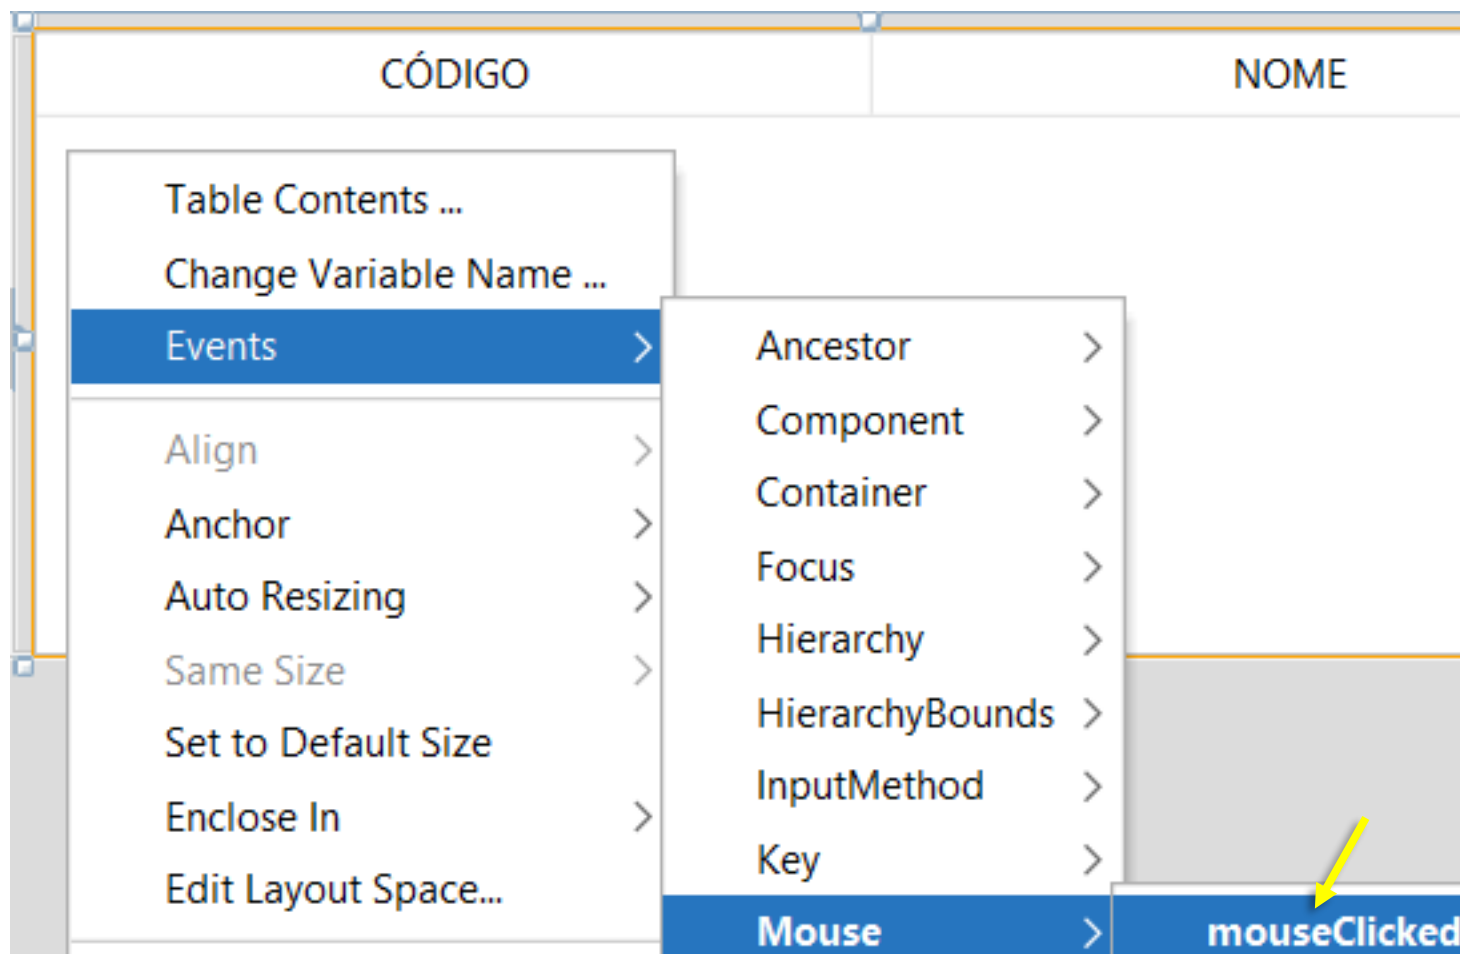 CÓDIGO NOME
Table Contents ...
Change Variable Name ...
Events
Align
Anchor
Auto Resizing
Same Size
Set to Default Size
Enclose In
Edit Layout Space...
Ancestor
Component
Container
Focus
Hierarchy
HierarchyBounds
InputMethod
Key
Mouse
mouseClicked